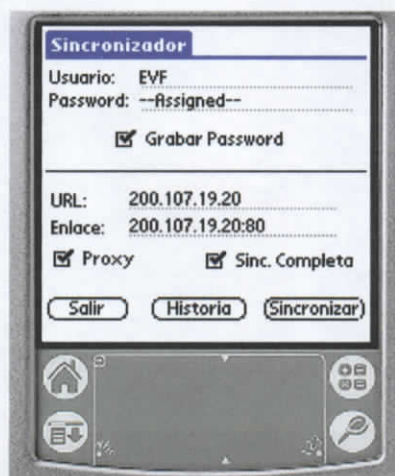 Sincronizador
Usuario: EVF
Password: --Assigned--
Grabar Password
URL: 200.107.19.20
Enlace: 200.107.19.20:80
Proxy Sinc. Completa
Salir Historia Sincronizar